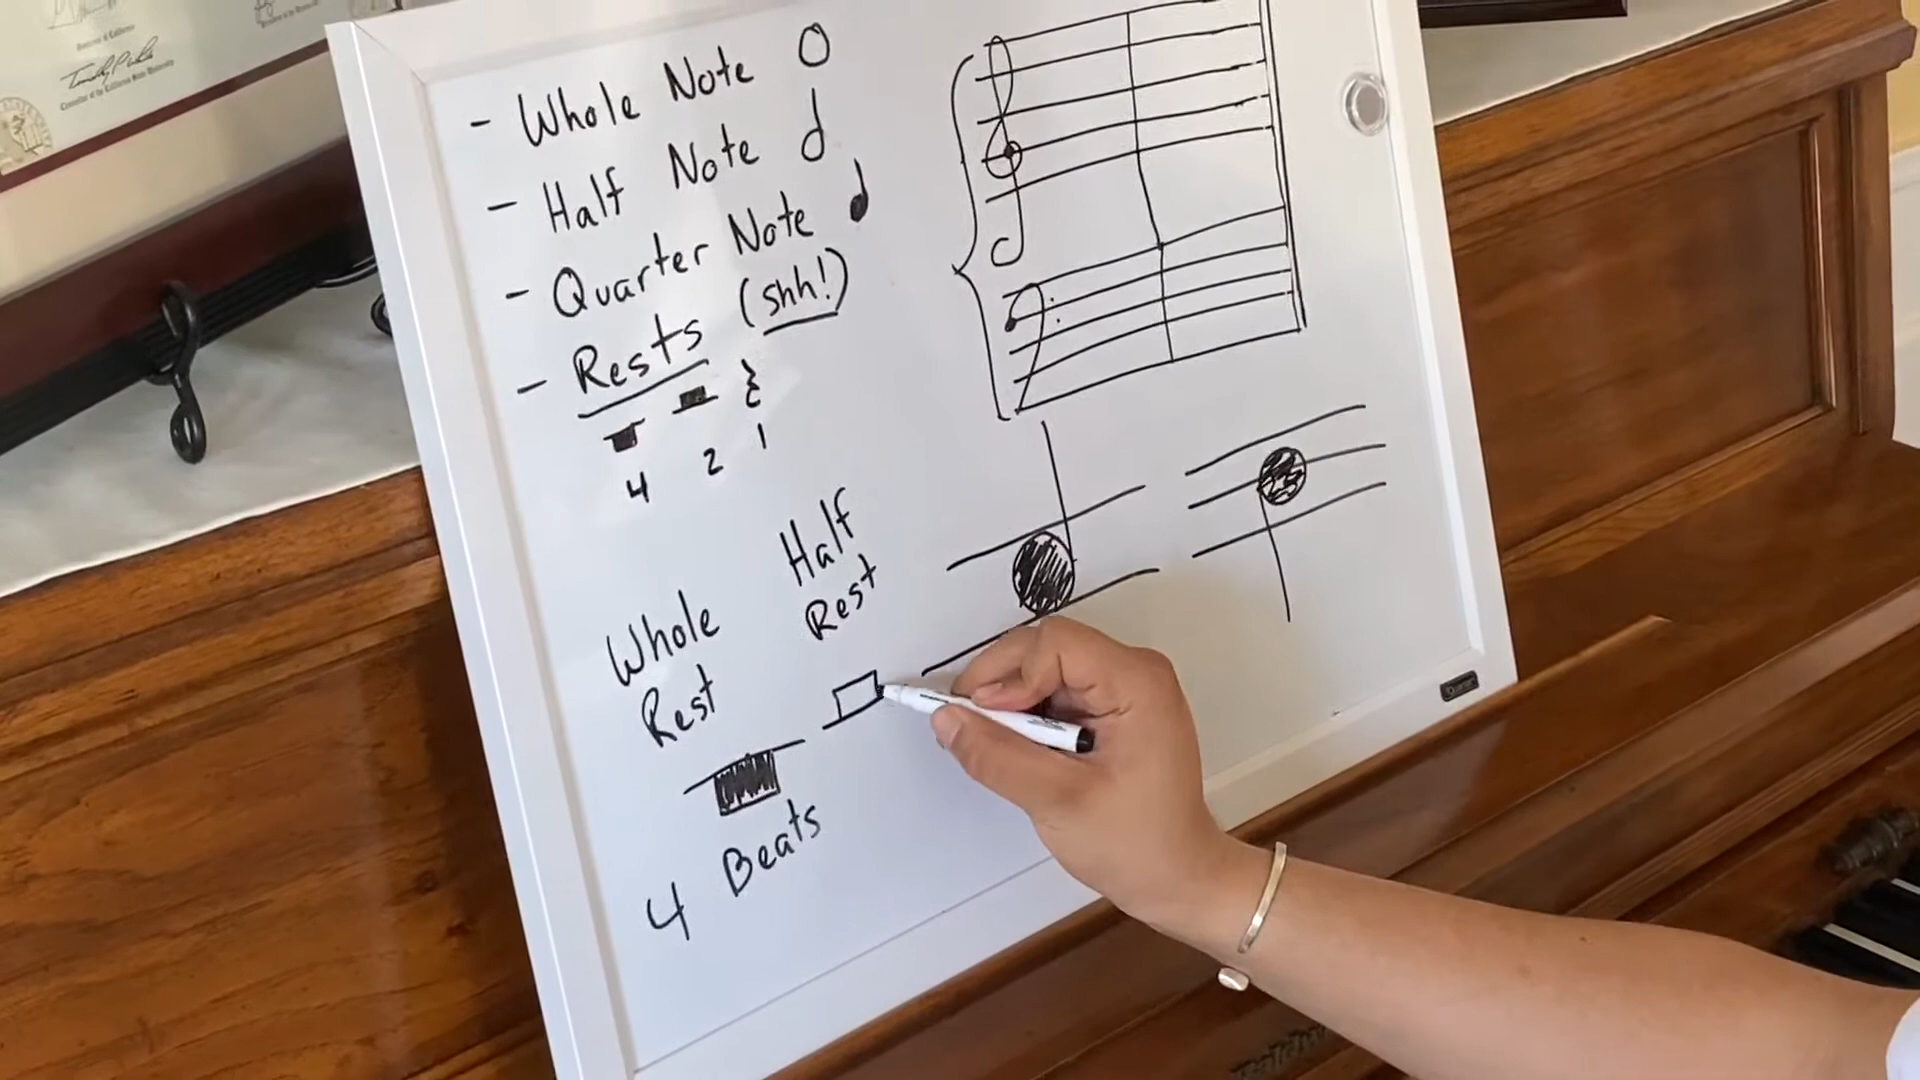 - Whole Note
- Half Note
- Quarter Note
- Rests (shh!)
4 2 1
Whole
Rest
Half
Rest
4 Beats